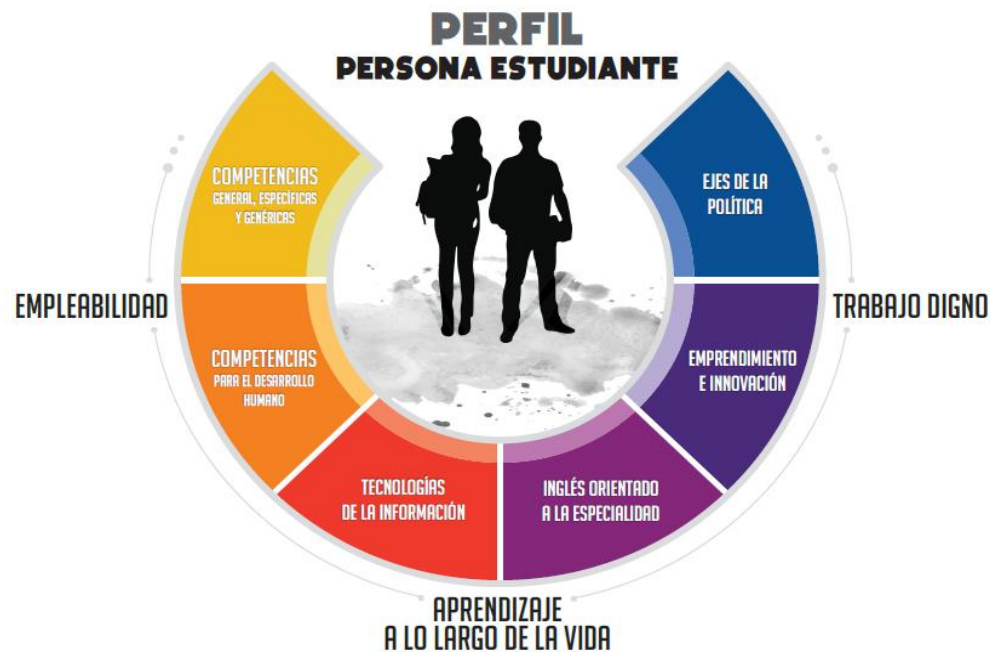 PERFIL
PERSONA ESTUDIANTE
COMPETENCIAS
GENERAL, ESPECÍFICAS
Y GENÉRICAS
EJES DE LA
POLÍTICA
EMPLEABILIDAD
TRABAJO DIGNO
COMPETENCIAS
PARA EL DESARROLLO
HUMANO
EMPRENDIMIENTO
E INNOVACIÓN
TECNOLOGÍAS
DE LA INFORMACIÓN
INGLÉS ORIENTADO
A LA ESPECIALIDAD
APRENDIZAJE
A LO LARGO DE LA VIDA